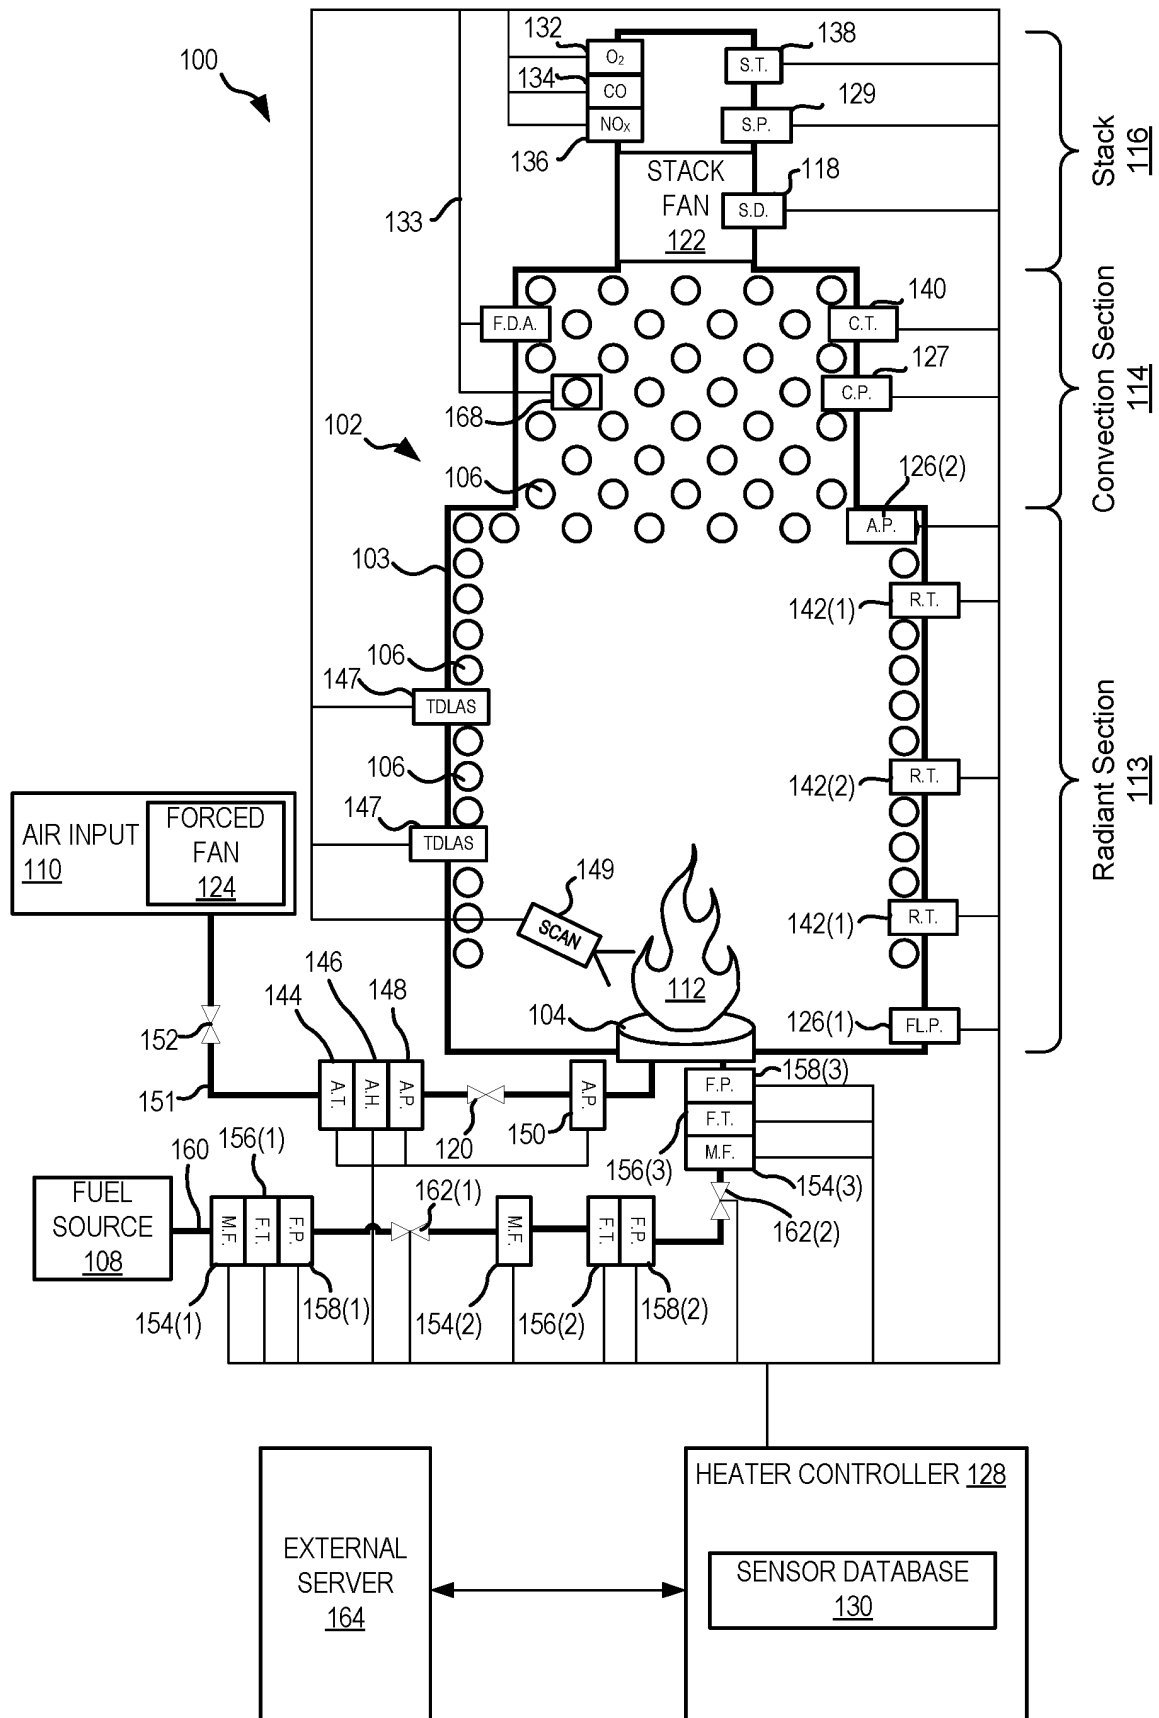 100
132
O₂
134
CO
NOₓ
136
138
S.T.
129
S.P.
118
S.D.
STACK
FAN
122
Stack
116
133
F.D.A.
140
C.T.
127
C.P.
168
102
106
Convection Section
114
126(2)
A.P.
103
142(1)
R.T.
106
147
TDLAS
106
142(2)
R.T.
147
TDLAS
Radiant Section
113
AIR INPUT
110
FORCED
FAN
124
149
SCAN
142(1)
R.T.
112
104
126(1)
FL.P.
152
151
144
146
148
A.T.
A.H.
A.P.
120
150
A.P.
158(3)
F.P.
F.T.
M.F.
156(3)
154(3)
162(2)
FUEL
SOURCE
108
160
156(1)
M.F.
F.T.
F.P.
154(1)
158(1)
162(1)
M.F.
154(2)
F.T.
F.P.
156(2)
158(2)
EXTERNAL
SERVER
164
HEATER CONTROLLER 128
SENSOR DATABASE
130